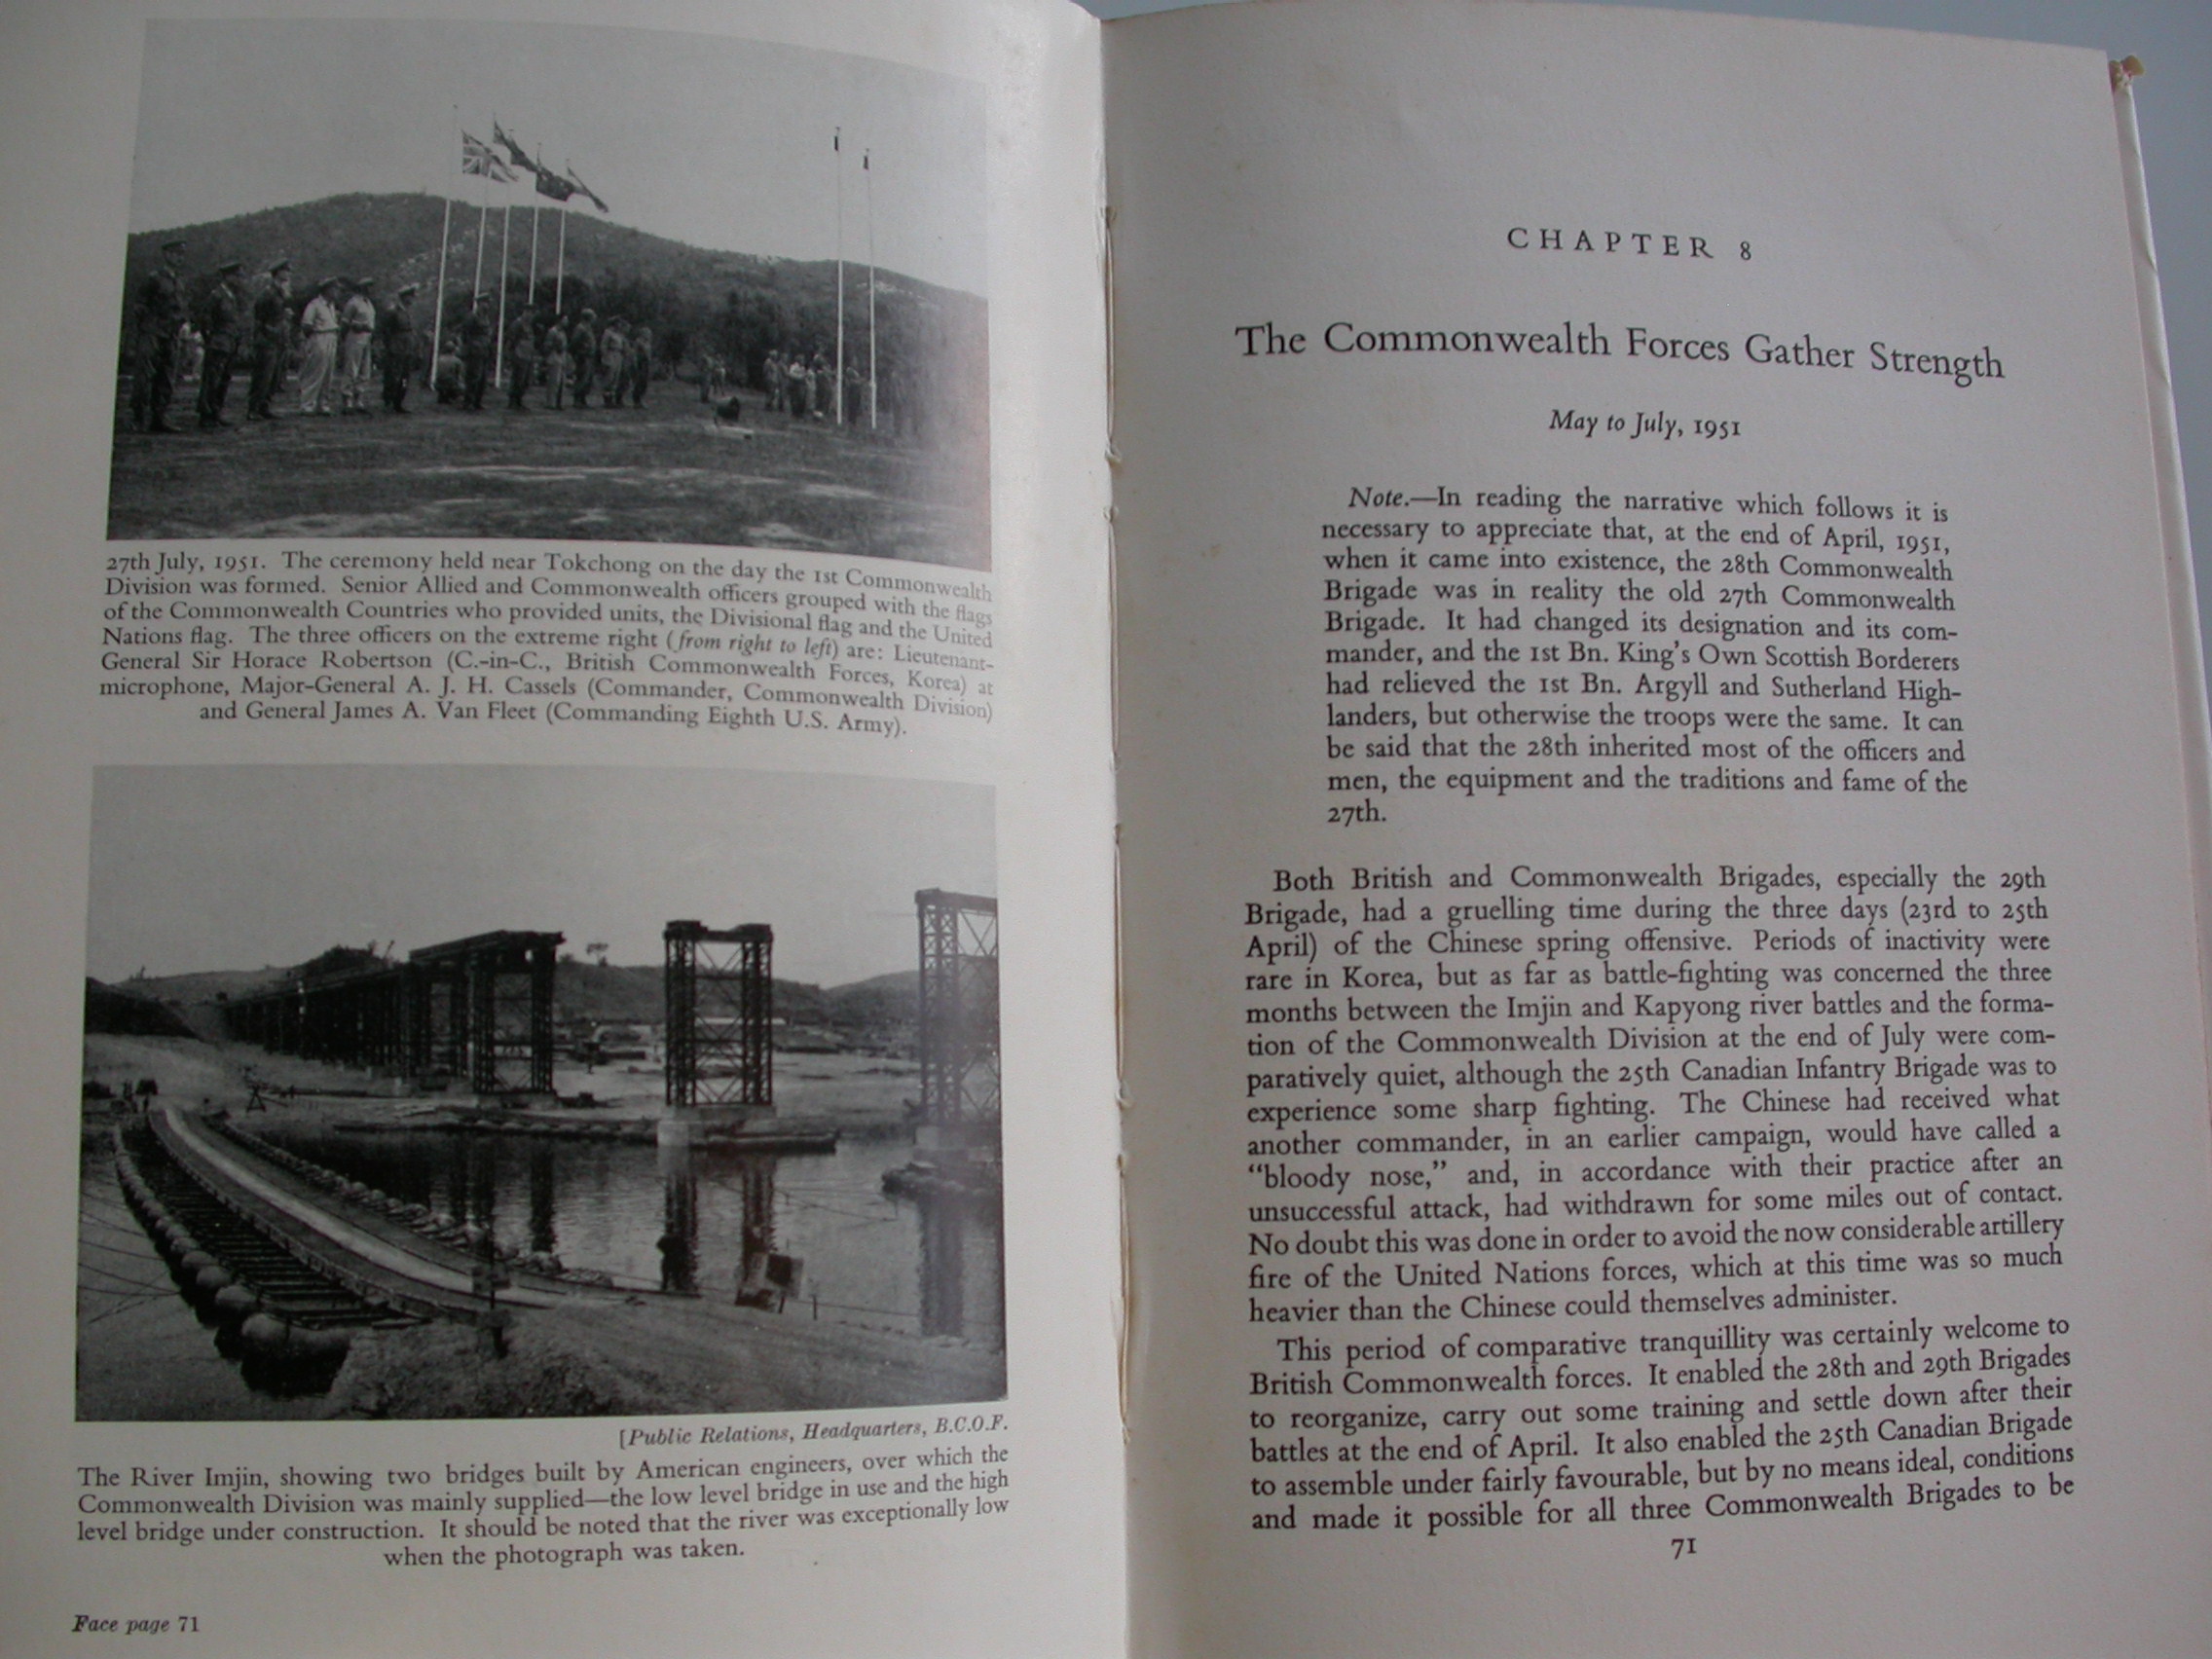 27th July, 1951. The ceremony held near Tokchong on the day the 1st Commonwealth
Division was formed. Senior Allied and Commonwealth officers grouped with the flags
of the Commonwealth Countries who provided units, the Divisional flag and the United
Nations flag. The three officers on the extreme right (from right to left) are: Lieutenant-
General Sir Horace Robertson (C.-in-C., British Commonwealth Forces, Korea) at
microphone, Major-General A. J. H. Cassels (Commander, Commonwealth Division)
and General James A. Van Fleet (Commanding Eighth U.S. Army).
[Public Relations, Headquarters, B.C.O.F.
The River Imjin, showing two bridges built by American engineers, over which the
Commonwealth Division was mainly supplied—the low level bridge in use and the high
level bridge under construction. It should be noted that the river was exceptionally low
when the photograph was taken.
Face page 71
CHAPTER 8
The Commonwealth Forces Gather Strength
May to July, 1951
Note.—In reading the narrative which follows it is
necessary to appreciate that, at the end of April, 1951,
when it came into existence, the 28th Commonwealth
Brigade was in reality the old 27th Commonwealth
Brigade. It had changed its designation and its com-
mander, and the 1st Bn. King's Own Scottish Borderers
had relieved the 1st Bn. Argyll and Sutherland High-
landers, but otherwise the troops were the same. It can
be said that the 28th inherited most of the officers and
men, the equipment and the traditions and fame of the
27th.
Both British and Commonwealth Brigades, especially the 29th
Brigade, had a gruelling time during the three days (23rd to 25th
April) of the Chinese spring offensive. Periods of inactivity were
rare in Korea, but as far as battle-fighting was concerned the three
months between the Imjin and Kapyong river battles and the forma-
tion of the Commonwealth Division at the end of July were com-
paratively quiet, although the 25th Canadian Infantry Brigade was to
experience some sharp fighting. The Chinese had received what
another commander, in an earlier campaign, would have called a
“bloody nose,” and, in accordance with their practice after an
unsuccessful attack, had withdrawn for some miles out of contact.
No doubt this was done in order to avoid the now considerable artillery
fire of the United Nations forces, which at this time was so much
heavier than the Chinese could themselves administer.
This period of comparative tranquillity was certainly welcome to
British Commonwealth forces. It enabled the 28th and 29th Brigades
to reorganize, carry out some training and settle down after their
battles at the end of April. It also enabled the 25th Canadian Brigade
to assemble under fairly favourable, but by no means ideal, conditions
and made it possible for all three Commonwealth Brigades to be
71